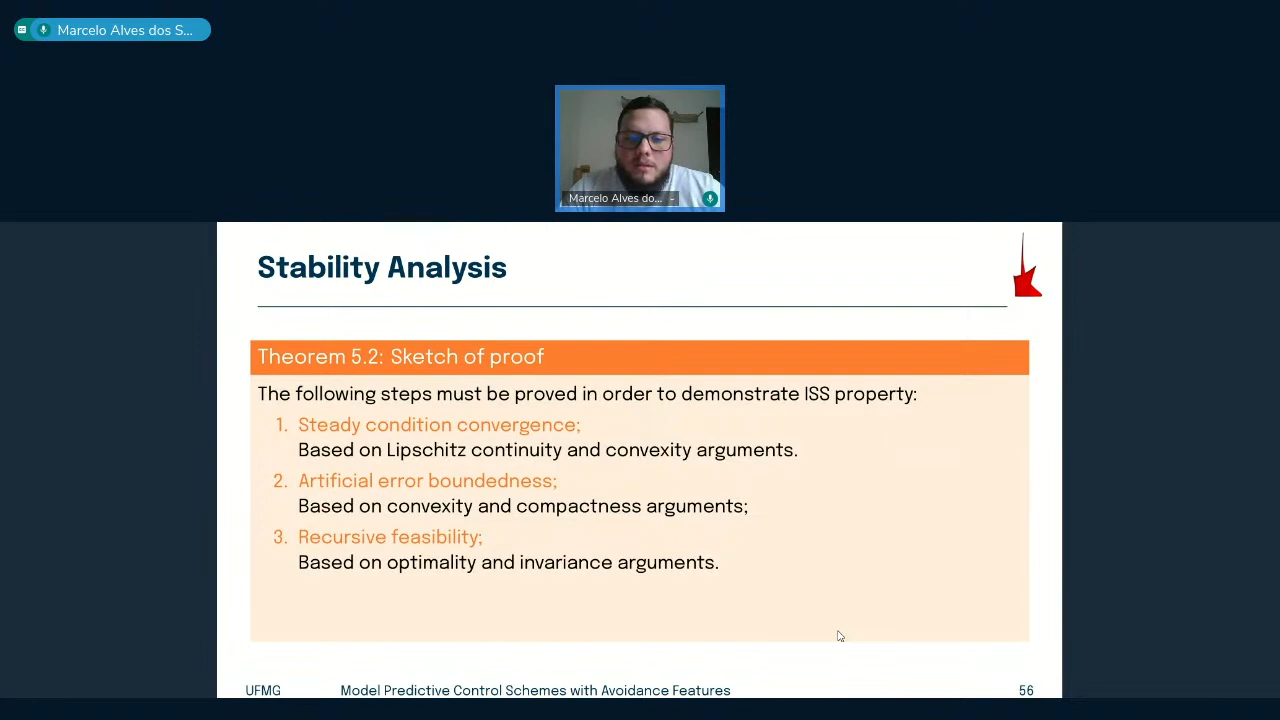 Marcelo Alves dos S...
Marcelo Alves do...
Stability Analysis
Theorem 5.2: Sketch of proof
The following steps must be proved in order to demonstrate ISS property:
1. Steady condition convergence;
Based on Lipschitz continuity and convexity arguments.
2. Artificial error boundedness;
Based on convexity and compactness arguments;
3. Recursive feasibility;
Based on optimality and invariance arguments.
UFMG Model Predictive Control Schemes with Avoidance Features 56